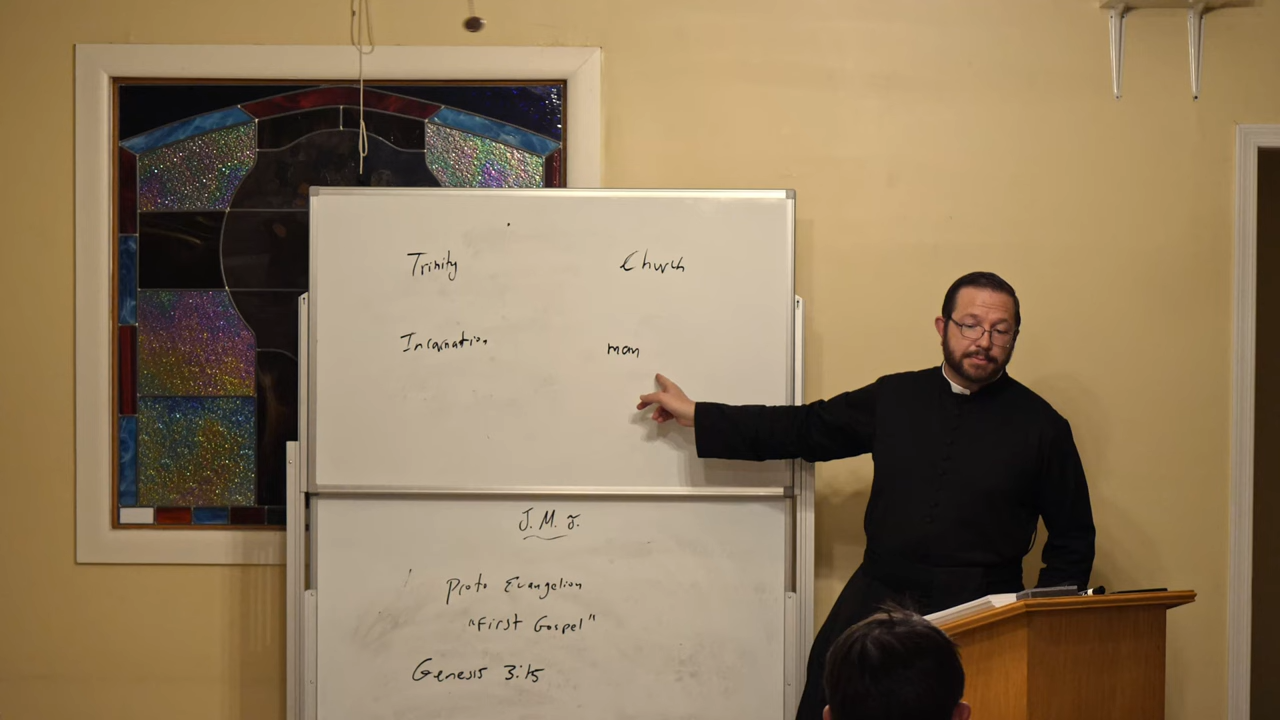 Trinity Church
Incarnation man
J. M. J.
Proto Evangelion
"First Gospel"
Genesis 3:15